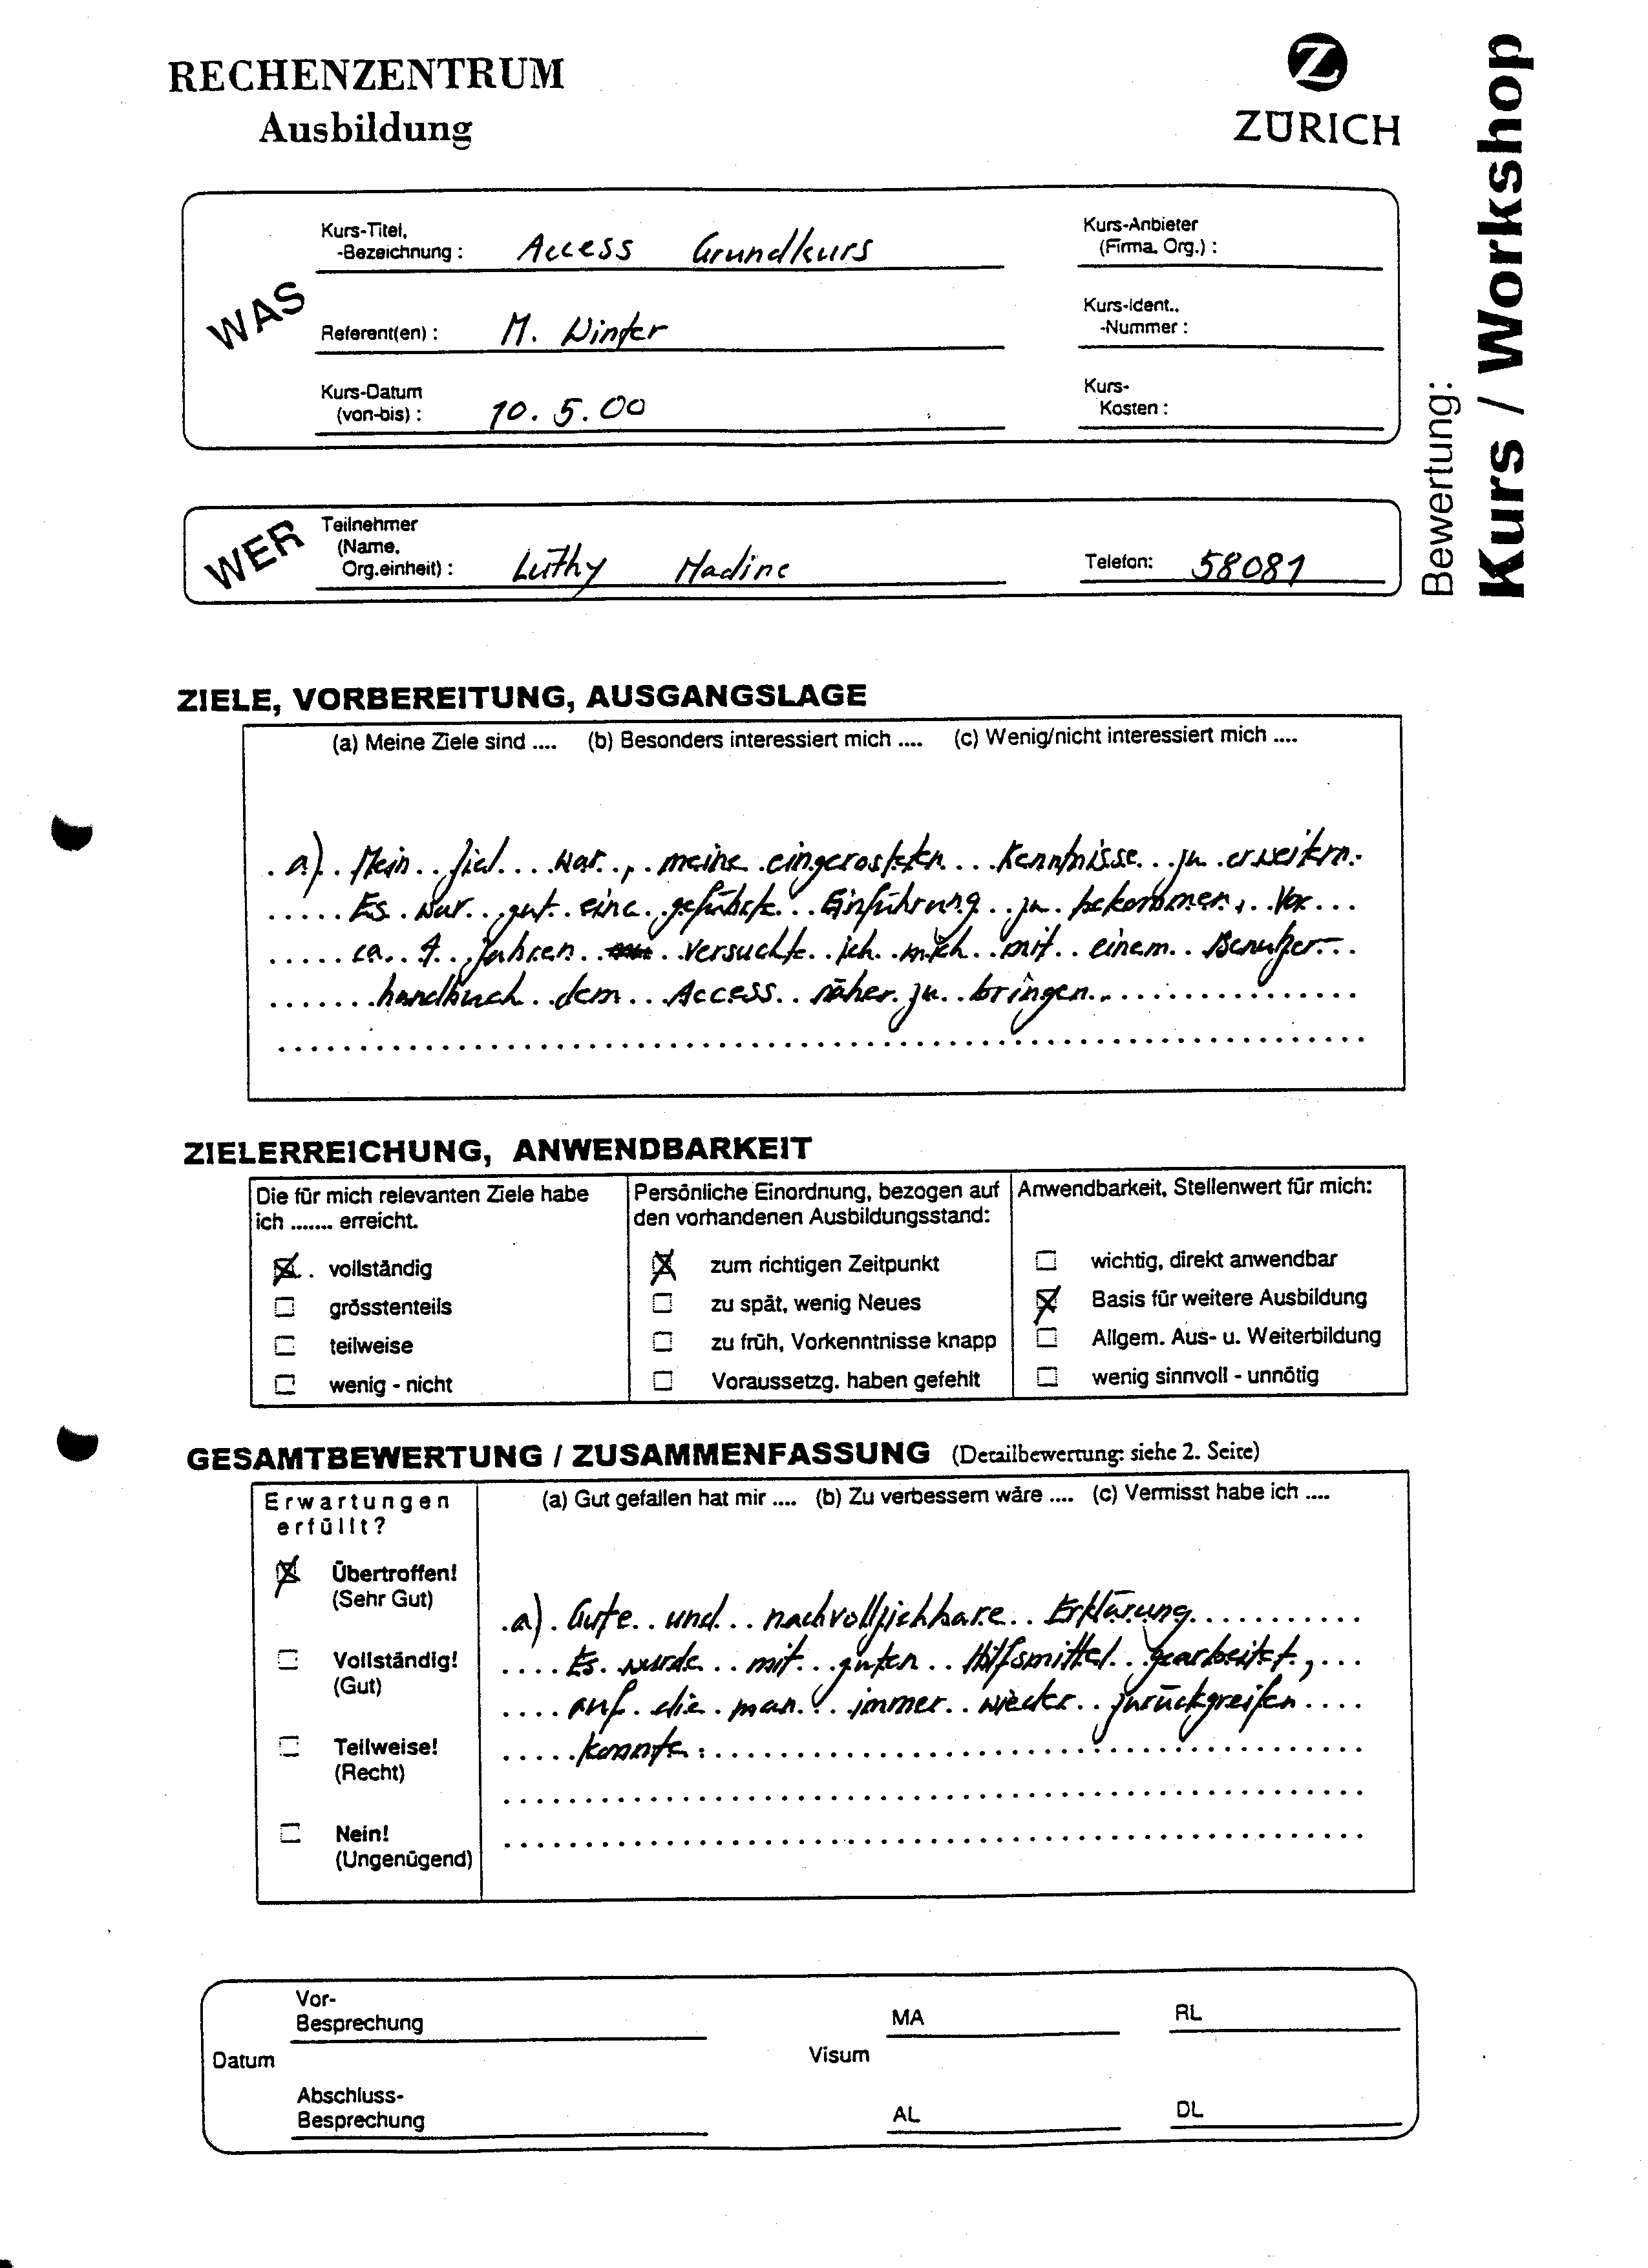 RECHENZENTRUM
Ausbildung
Z
ZÜRICH
Bewertung:
Kurs / Workshop
WAS
Kurs-Titel,
-Bezeichnung : Access Grundkurs
Kurs-Anbieter
(Firma, Org.) :
Referent(en) : M. Winter
Kurs-Ident.,
-Nummer :
Kurs-Datum
(von-bis) : 10. 5. 00
Kurs-
Kosten :
WER
Teilnehmer
(Name,
Org.einheit) : Lüthy Nadine
Telefon: 58081
ZIELE, VORBEREITUNG, AUSGANGSLAGE
(a) Meine Ziele sind .... (b) Besonders interessiert mich .... (c) Wenig/nicht interessiert mich ....
a) Mein Ziel war, meine eingerosteten Kenntnisse zu erweitern.
Es war gut eine geführte Einführung zu bekommen. Vor
ca. 4 Jahren versuchte ich mich mit einem Benutzer-
handbuch dem Access näher zu bringen.
ZIELERREICHUNG, ANWENDBARKEIT
Die für mich relevanten Ziele habe
ich ....... erreicht.
vollständig
grösstenteils
teilweise
wenig - nicht
Persönliche Einordnung, bezogen auf
den vorhandenen Ausbildungsstand:
zum richtigen Zeitpunkt
zu spät, wenig Neues
zu früh, Vorkenntnisse knapp
Voraussetzg. haben gefehlt
Anwendbarkeit, Stellenwert für mich:
wichtig, direkt anwendbar
Basis für weitere Ausbildung
Allgem. Aus- u. Weiterbildung
wenig sinnvoll - unnötig
GESAMTBEWERTUNG / ZUSAMMENFASSUNG (Detailbewertung: siehe 2. Seite)
Erwartungen
erfüllt?
Übertroffen!
(Sehr Gut)
Vollständig!
(Gut)
Teilweise!
(Recht)
Nein!
(Ungenügend)
(a) Gut gefallen hat mir .... (b) Zu verbessern wäre .... (c) Vermisst habe ich ....
a) Gute und nachvollziehbare Erklärung
Es wurde mit guten Hilfsmittel gearbeitet,
auf die man immer wieder zurückgreifen
konnte.
Vor-
Besprechung
MA
RL
Datum
Visum
Abschluss-
Besprechung
AL
DL